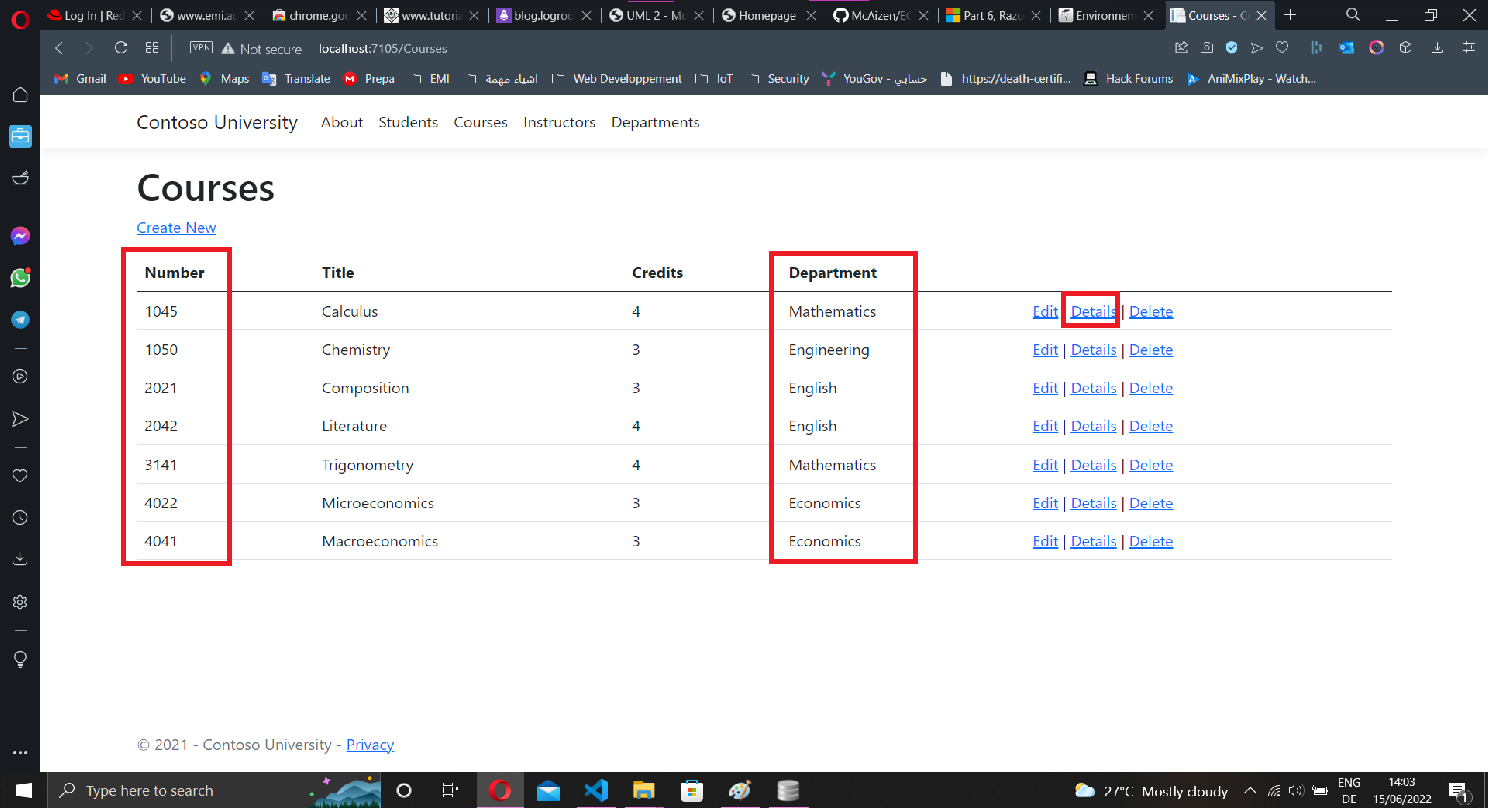 Log In | Red
www.emi.ac
chrome.goo
www.tutoria
blog.logroc
UML 2 - Mo
Homepage
McAizen/EC
Part 6, Razo
Environnem
Courses - Co
VPN Not secure localhost:7105/Courses
Gmail YouTube Maps Translate Prepa EMI اشياء مهمة Web Developpement IoT Security YouGov - حسابي https://death-certifi... Hack Forums AniMixPlay - Watch...
Contoso University About Students Courses Instructors Departments
Courses
Create New
Number Title Credits Department
1045 Calculus 4 Mathematics Edit | Details | Delete
1050 Chemistry 3 Engineering Edit | Details | Delete
2021 Composition 3 English Edit | Details | Delete
2042 Literature 4 English Edit | Details | Delete
3141 Trigonometry 4 Mathematics Edit | Details | Delete
4022 Microeconomics 3 Economics Edit | Details | Delete
4041 Macroeconomics 3 Economics Edit | Details | Delete
© 2021 - Contoso University - Privacy
Type here to search
27°C Mostly cloudy
ENG
DE
14:03
15/06/2022
1